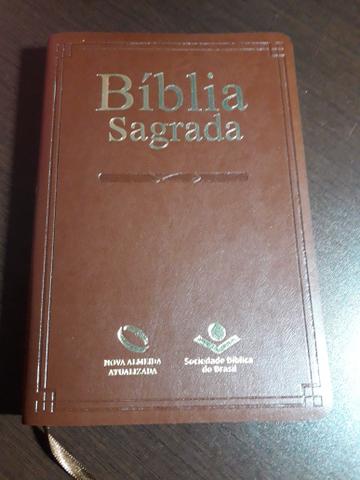 Bíblia
Sagrada
NOVA ALMEIDA
ATUALIZADA
Sociedade Bíblica
do Brasil